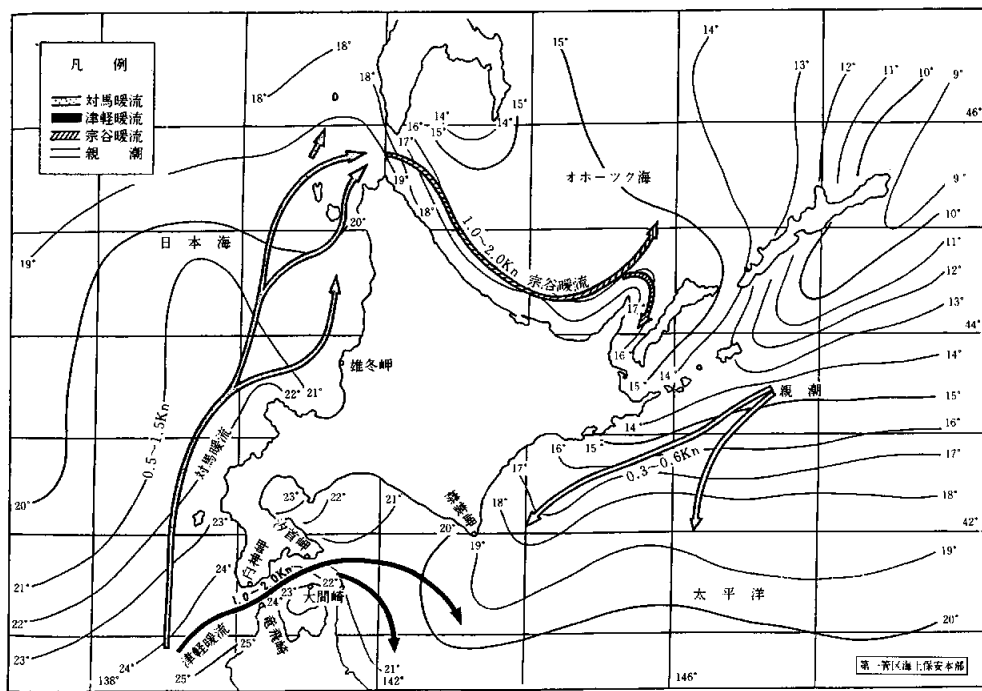 凡 例
対馬暖流
津軽暖流
宗谷暖流
親 潮
18°
18°
18°
15°
14°
13°
12°
11°
10°
9°
46°
15°
14°
14°
15°
16°
17°
19°
18°
オホーツク海
9°
10°
11°
12°
13°
44°
14°
15°
16°
17°
18°
42°
19°
20°
日 本 海
19°
20°
1.0~2.0Kn
宗谷暖流
17°
16
15°
14
雄冬岬
21°
22°
0.5~1.5Kn
対馬暖流
親 潮
0.3~0.6Kn
14
15°
16°
17°
18°
襟裳岬
20°
19°
20°
21°
22°
23°
23°
22°
21°
23°
24°
汐首岬
白神岬
1.0~2.0Kn
22°
23°
24°
大間崎
竜飛崎
津軽暖流
25°
24°
25°
21°
太 平 洋
138°
142°
146°
第一管区海上保安本部